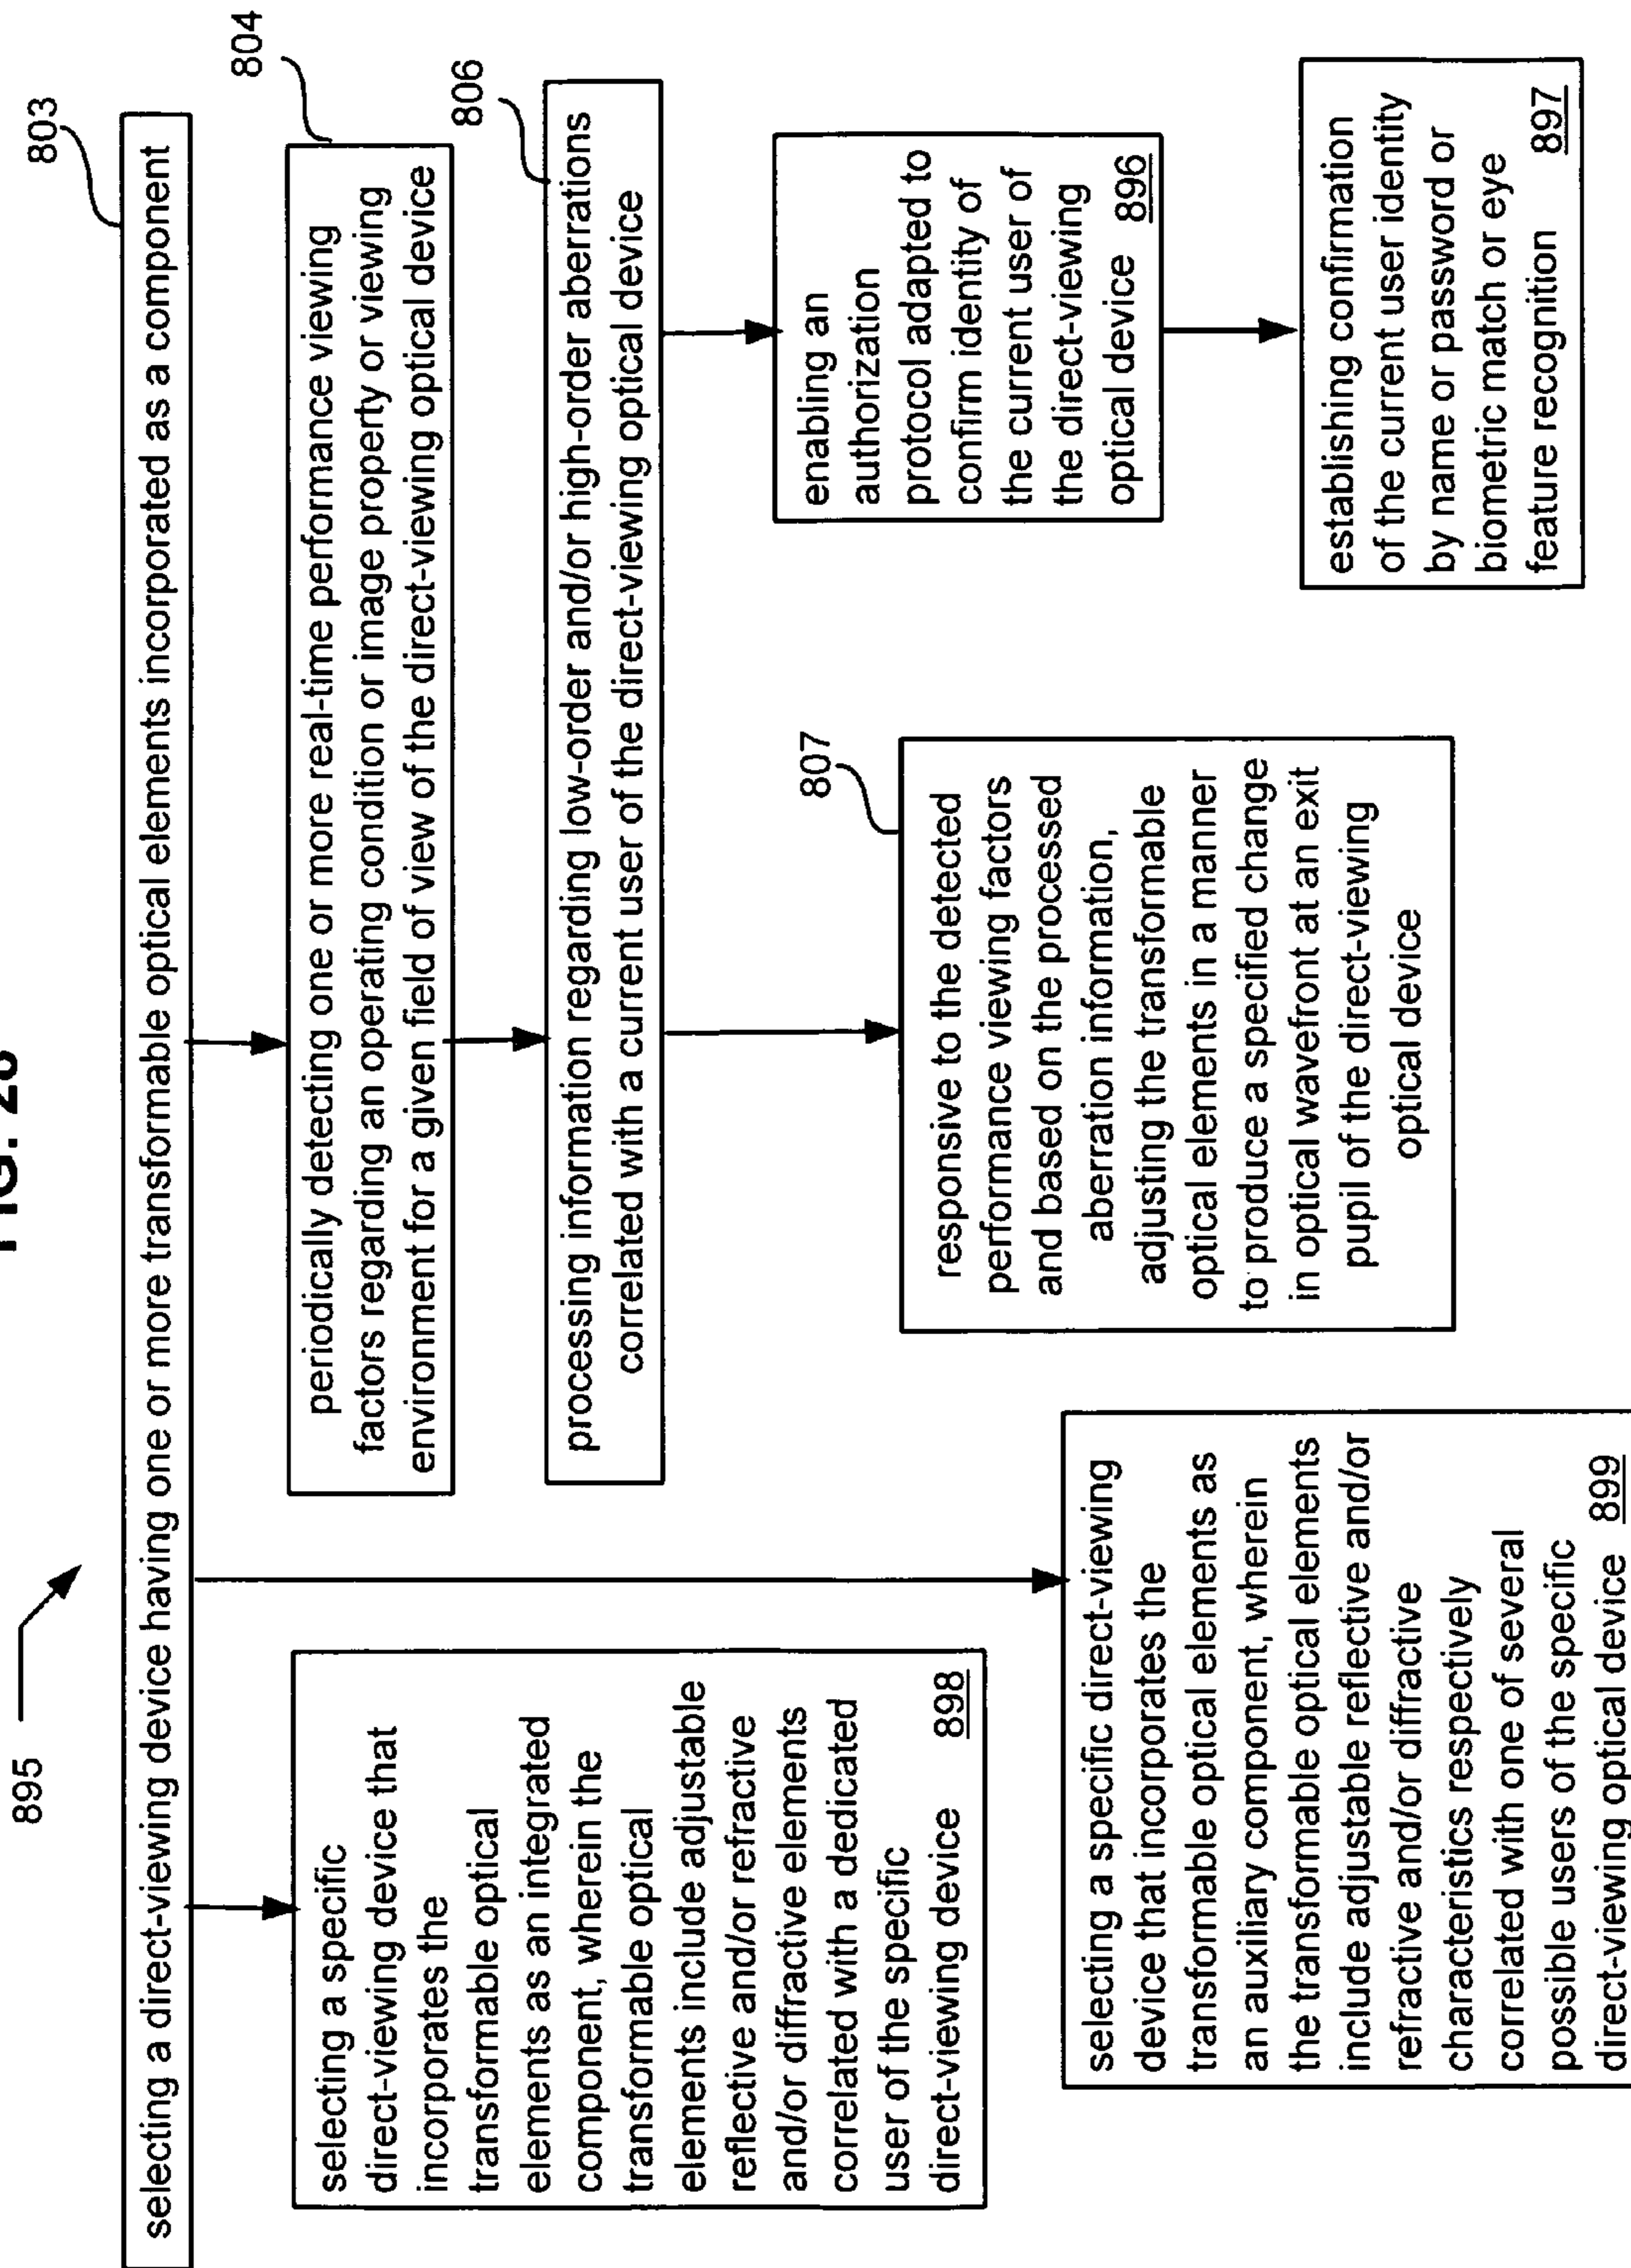 FIG. 28
895
803
selecting a direct-viewing device having one or more transformable optical elements incorporated as a component
804
periodically detecting one or more real-time performance viewing
factors regarding an operating condition or image property or viewing
environment for a given field of view of the direct-viewing optical device
806
processing information regarding low-order and/or high-order aberrations
correlated with a current user of the direct-viewing optical device
selecting a specific
direct-viewing device that
incorporates the
transformable optical
elements as an integrated
component, wherein the
transformable optical
elements include adjustable
reflective and/or refractive
and/or diffractive elements
correlated with a dedicated
user of the specific
direct-viewing device 898
807
responsive to the detected
performance viewing factors
and based on the processed
aberration information,
adjusting the transformable
optical elements in a manner
to produce a specified change
in optical wavefront at an exit
pupil of the direct-viewing
optical device
enabling an
authorization
protocol adapted to
confirm identity of
the current user of
the direct-viewing
optical device 896
selecting a specific direct-viewing
device that incorporates the
transformable optical elements as
an auxiliary component, wherein
the transformable optical elements
include adjustable reflective and/or
refractive and/or diffractive
characteristics respectively
correlated with one of several
possible users of the specific
direct-viewing optical device 899
establishing confirmation
of the current user identity
by name or password or
biometric match or eye
feature recognition 897